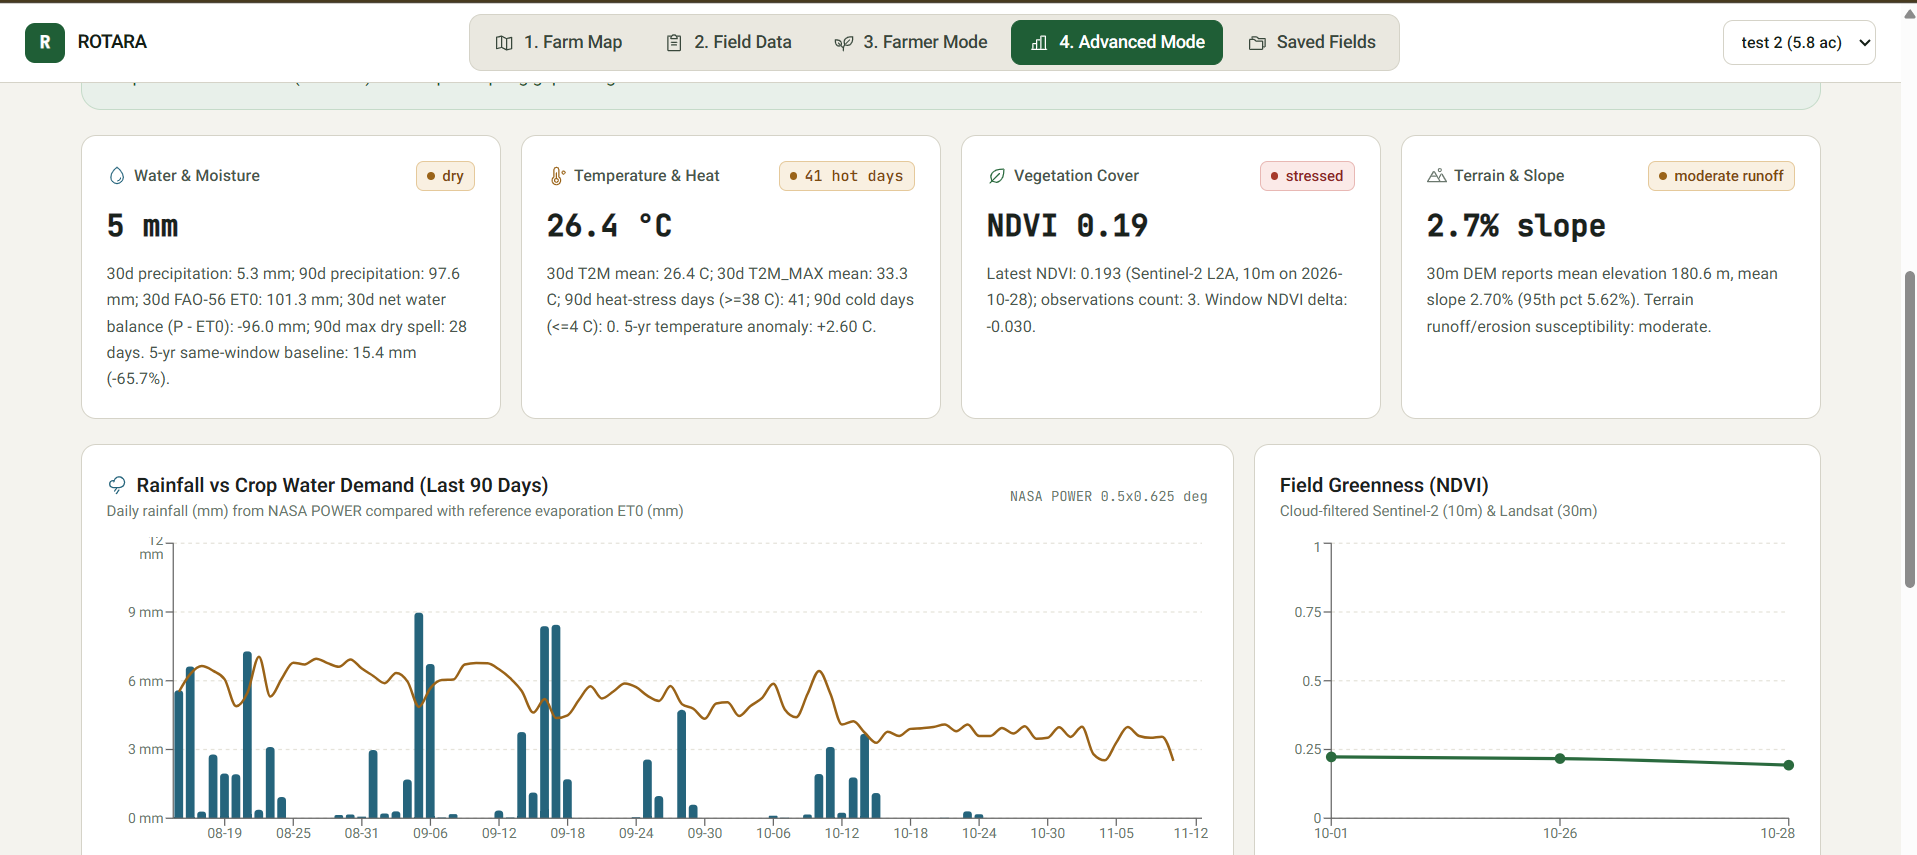 R ROTARA
1. Farm Map
2. Field Data
3. Farmer Mode
4. Advanced Mode
Saved Fields
test 2 (5.8 ac)
Water & Moisture
dry
5 mm
30d precipitation: 5.3 mm; 90d precipitation: 97.6
mm; 30d FAO-56 ET0: 101.3 mm; 30d net water
balance (P - ET0): -96.0 mm; 90d max dry spell: 28
days. 5-yr same-window baseline: 15.4 mm
(-65.7%).
Temperature & Heat
41 hot days
26.4 °C
30d T2M mean: 26.4 C; 30d T2M_MAX mean: 33.3
C; 90d heat-stress days (>=38 C): 41; 90d cold days
(<=4 C): 0. 5-yr temperature anomaly: +2.60 C.
Vegetation Cover
stressed
NDVI 0.19
Latest NDVI: 0.193 (Sentinel-2 L2A, 10m on 2026-
10-28); observations count: 3. Window NDVI delta:
-0.030.
Terrain & Slope
moderate runoff
2.7% slope
30m DEM reports mean elevation 180.6 m, mean
slope 2.70% (95th pct 5.62%). Terrain
runoff/erosion susceptibility: moderate.
Rainfall vs Crop Water Demand (Last 90 Days)
Daily rainfall (mm) from NASA POWER compared with reference evaporation ET0 (mm)
NASA POWER 0.5x0.625 deg
12
mm
9 mm
6 mm
3 mm
0 mm
08-19 08-25 08-31 09-06 09-12 09-18 09-24 09-30 10-06 10-12 10-18 10-24 10-30 11-05 11-12
Field Greenness (NDVI)
Cloud-filtered Sentinel-2 (10m) & Landsat (30m)
1
0.75
0.5
0.25
0
10-01 10-26 10-28